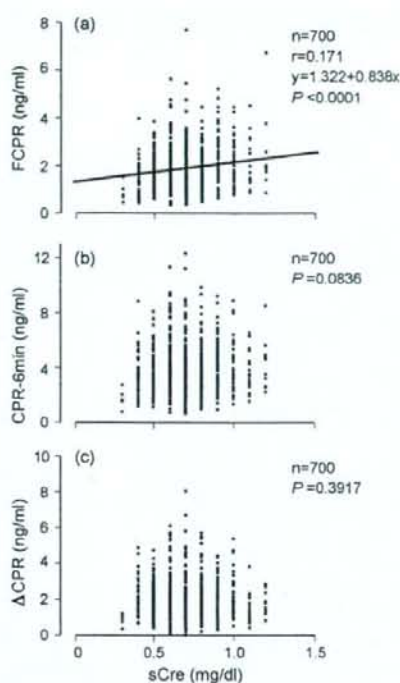 (a)
n=700
r=0.171
y=1.322+0.838x
P <0.0001
FCPR (ng/ml)
8
6
4
2
0
(b)
n=700
P =0.0836
CPR-6min (ng/ml)
12
8
4
0
(c)
n=700
P =0.3917
ΔCPR (ng/ml)
10
8
6
4
2
0
0 0.5 1.0 1.5
sCre (mg/dl)